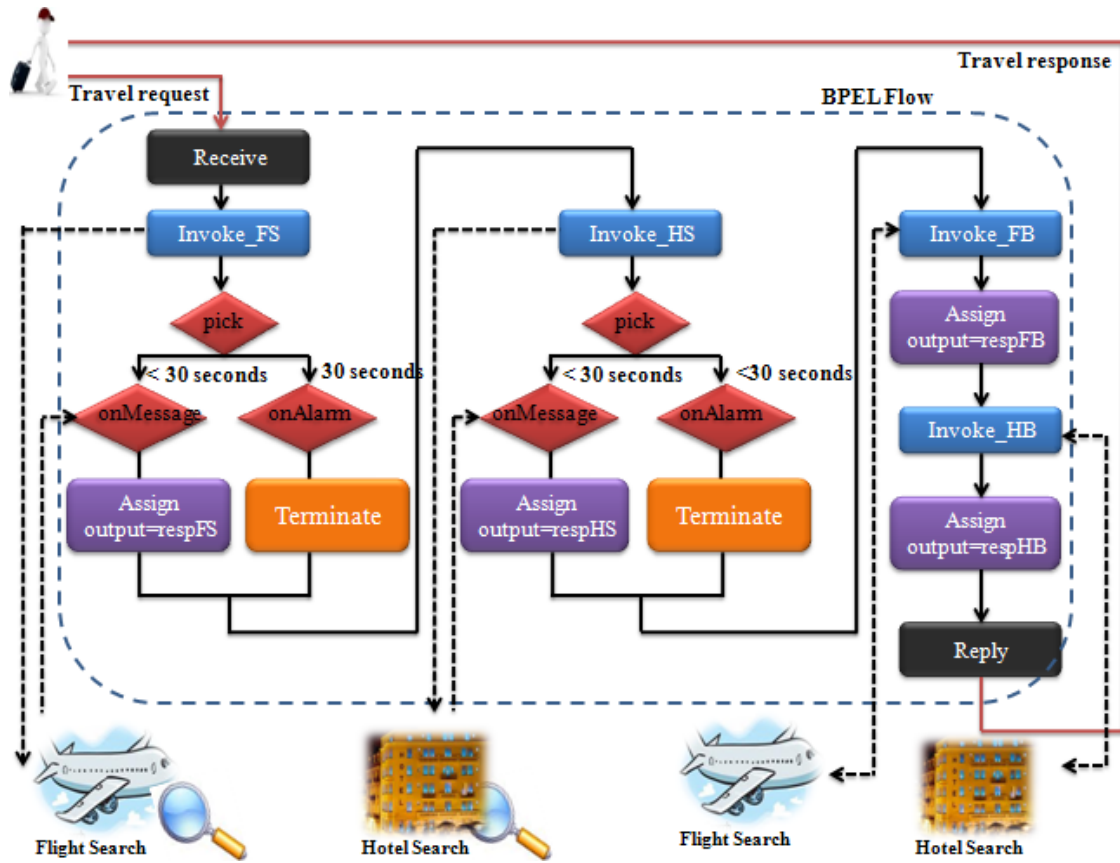 Travel response
Travel request
BPEL Flow
Receive
Invoke_FS
Invoke_HS
Invoke_FB
pick
pick
Assign
output=respFB
< 30 seconds
30 seconds
< 30 seconds
<30 seconds
onMessage
onAlarm
onMessage
onAlarm
Invoke_HB
Assign
output=respFS
Terminate
Assign
output=respHS
Terminate
Assign
output=respHB
Reply
Flight Search
Hotel Search
Flight Search
Hotel Search